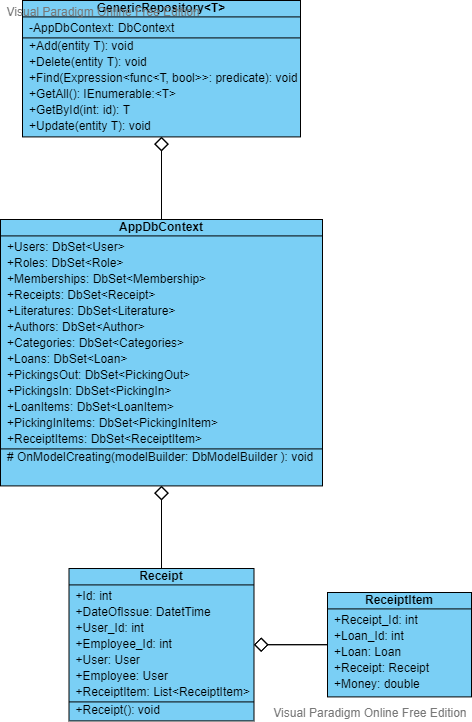 GenericRepository<T>
Visual Paradigm Online Free Edition
-AppDbContext: DbContext
+Add(entity T): void
+Delete(entity T): void
+Find(Expression<func<T, bool>>: predicate): void
+GetAll(): IEnumerable:<T>
+GetById(int: id): T
+Update(entity T): void
AppDbContext
+Users: DbSet<User>
+Roles: DbSet<Role>
+Memberships: DbSet<Membership>
+Receipts: DbSet<Receipt>
+Literatures: DbSet<Literature>
+Authors: DbSet<Author>
+Categories: DbSet<Categories>
+Loans: DbSet<Loan>
+PickingsOut: DbSet<PickingOut>
+PickingsIn: DbSet<PickingIn>
+LoanItems: DbSet<LoanItem>
+PickingInItems: DbSet<PickingInItem>
+ReceiptItems: DbSet<ReceiptItem>
# OnModelCreating(modelBuilder: DbModelBuilder ): void
Receipt
+Id: int
+DateOfIssue: DatetTime
+User_Id: int
+Employee_Id: int
+User: User
+Employee: User
+ReceiptItem: List<ReceiptItem>
+Receipt(): void
ReceiptItem
+Receipt_Id: int
+Loan_Id: int
+Loan: Loan
+Receipt: Receipt
+Money: double
Visual Paradigm Online Free Edition